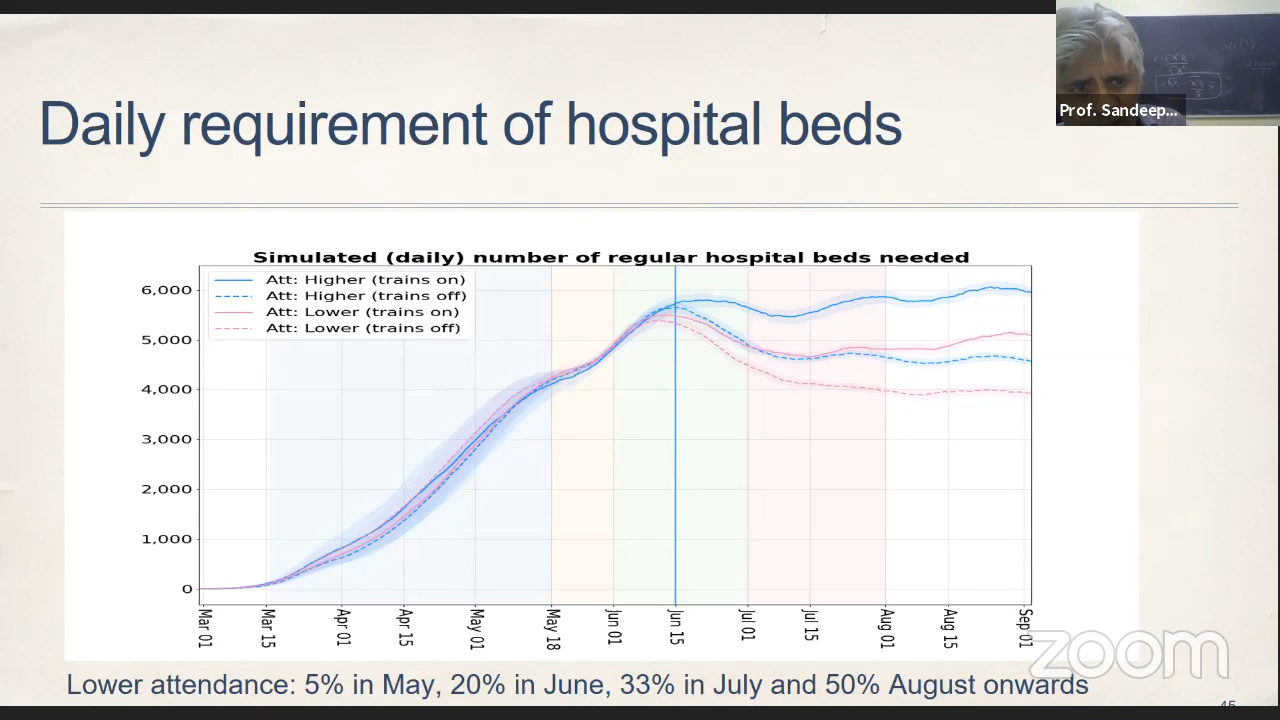 Prof. Sandeep...
Daily requirement of hospital beds
Simulated (daily) number of regular hospital beds needed
Att: Higher (trains on)
Att: Higher (trains off)
Att: Lower (trains on)
Att: Lower (trains off)
6,000
5,000
4,000
3,000
2,000
1,000
0
Mar 01
Mar 15
Apr 01
Apr 15
May 01
May 18
Jun 01
Jun 15
Jul 01
Jul 15
Aug 01
Aug 15
Sep 01
zoom
Lower attendance: 5% in May, 20% in June, 33% in July and 50% August onwards